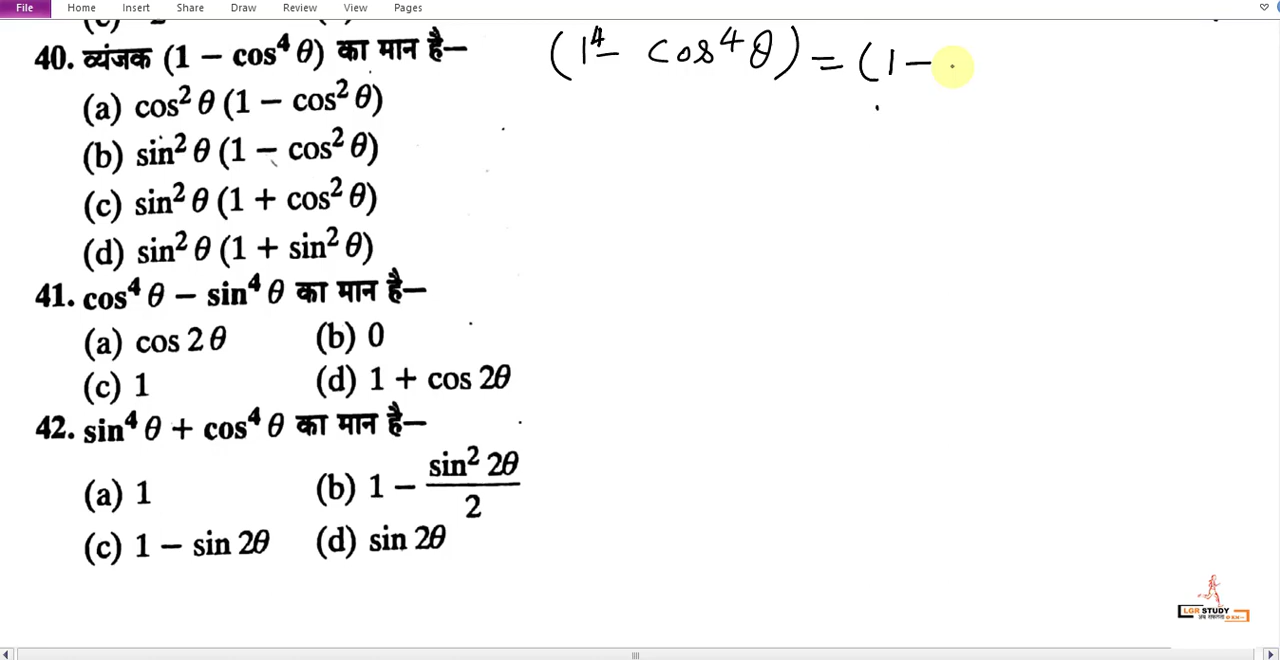 File Home Insert Share Draw Review Pages
40. व्यंजक (1 − cos⁴ θ) का मान है—
(a) cos² θ (1 − cos² θ)
(b) sin² θ (1 − cos² θ)
(c) sin² θ (1 + cos² θ)
(d) sin² θ (1 + sin² θ)
41. cos⁴ θ − sin⁴ θ का मान है—
(a) cos 2θ (b) 0
(c) 1 (d) 1 + cos 2θ
42. sin⁴ θ + cos⁴ θ का मान है—
(a) 1 (b) 1 − sin² 2θ / 2
(c) 1 − sin 2θ (d) sin 2θ
(1⁴ − cos⁴θ) = (1 −
LGR STUDY